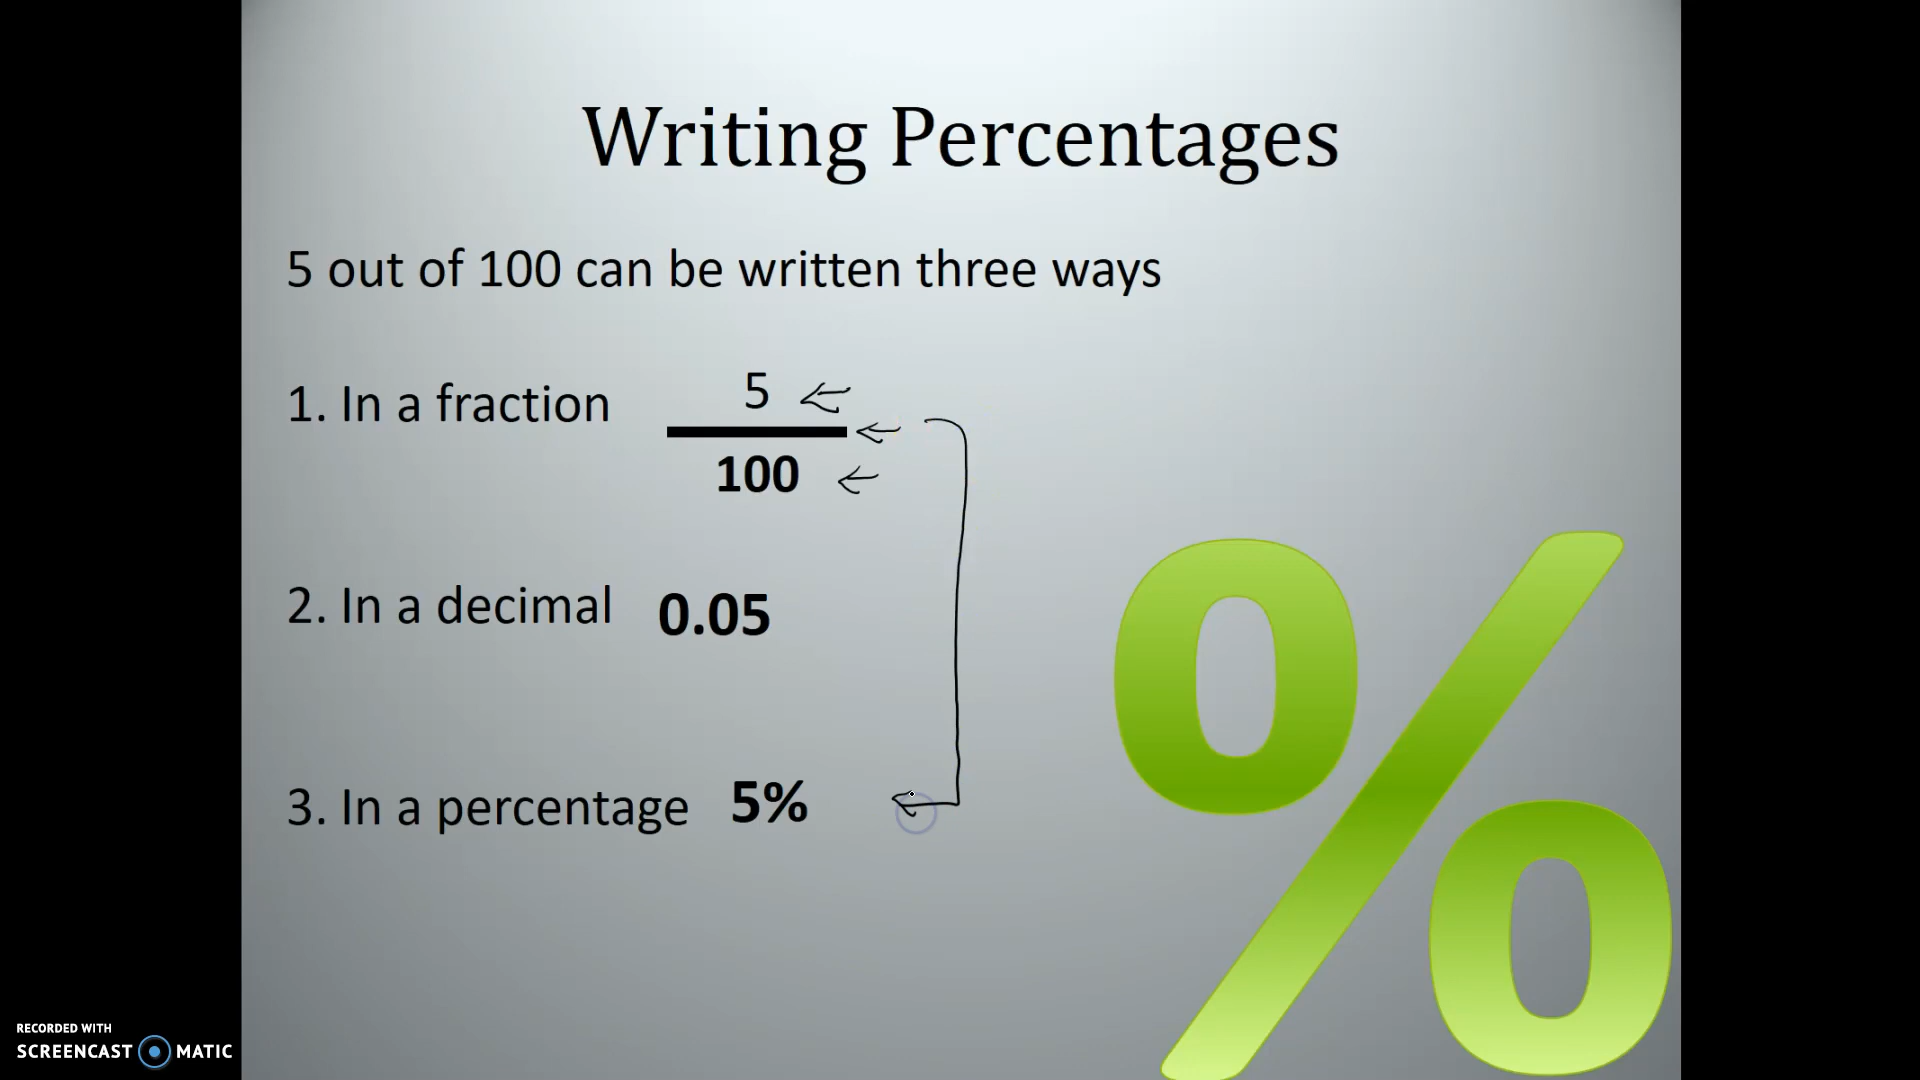 Writing Percentages
5 out of 100 can be written three ways
1. In a fraction
5
100
2. In a decimal 0.05
3. In a percentage 5%
%
RECORDED WITH
SCREENCAST MATIC